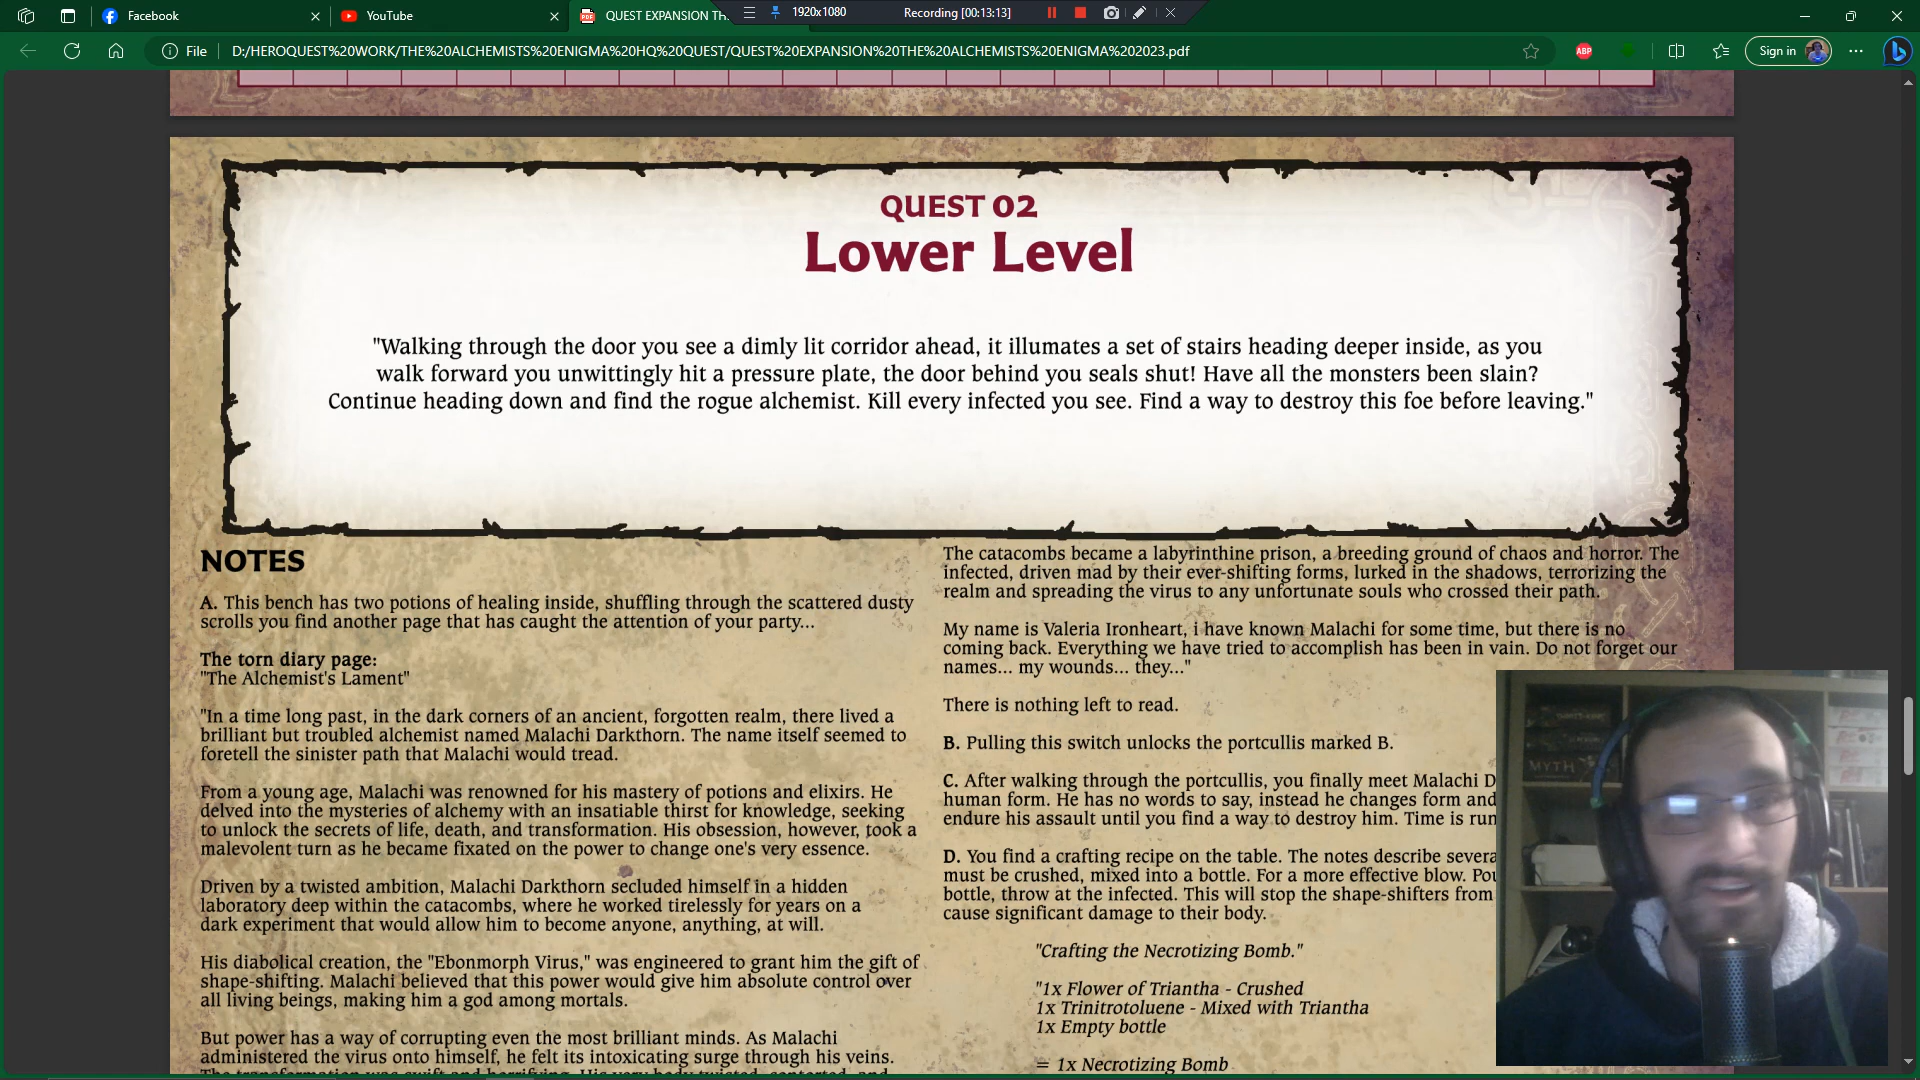 Facebook
YouTube
QUEST EXPANSION TH
1920x1080
Recording [00:13:13]
File
D:/HEROQUEST%20WORK/THE%20ALCHEMISTS%20ENIGMA%20HQ%20QUEST/QUEST%20EXPANSION%20THE%20ALCHEMISTS%20ENIGMA%202023.pdf
ABP
Sign in
QUEST 02
Lower Level
"Walking through the door you see a dimly lit corridor ahead, it illumates a set of stairs heading deeper inside, as you
walk forward you unwittingly hit a pressure plate, the door behind you seals shut! Have all the monsters been slain?
Continue heading down and find the rogue alchemist. Kill every infected you see. Find a way to destroy this foe before leaving."
NOTES
A. This bench has two potions of healing inside, shuffling through the scattered dusty
scrolls you find another page that has caught the attention of your party...
The torn diary page:
"The Alchemist's Lament"
"In a time long past, in the dark corners of an ancient, forgotten realm, there lived a
brilliant but troubled alchemist named Malachi Darkthorn. The name itself seemed to
foretell the sinister path that Malachi would tread.
From a young age, Malachi was renowned for his mastery of potions and elixirs. He
delved into the mysteries of alchemy with an insatiable thirst for knowledge, seeking
to unlock the secrets of life, death, and transformation. His obsession, however, took a
malevolent turn as he became fixated on the power to change one's very essence.
Driven by a twisted ambition, Malachi Darkthorn secluded himself in a hidden
laboratory deep within the catacombs, where he worked tirelessly for years on a
dark experiment that would allow him to become anyone, anything, at will.
His diabolical creation, the "Ebonmorph Virus," was engineered to grant him the gift of
shape-shifting. Malachi believed that this power would give him absolute control over
all living beings, making him a god among mortals.
But power has a way of corrupting even the most brilliant minds. As Malachi
administered the virus onto himself, he felt its intoxicating surge through his veins.
The transformation was swift and horrifying. His very body twisted, contorted, and
The catacombs became a labyrinthine prison, a breeding ground of chaos and horror. The
infected, driven mad by their ever-shifting forms, lurked in the shadows, terrorizing the
realm and spreading the virus to any unfortunate souls who crossed their path.
My name is Valeria Ironheart, i have known Malachi for some time, but there is no
coming back. Everything we have tried to accomplish has been in vain. Do not forget our
names... my wounds... they..."
There is nothing left to read.
B. Pulling this switch unlocks the portcullis marked B.
C. After walking through the portcullis, you finally meet Malachi D
human form. He has no words to say, instead he changes form and
endure his assault until you find a way to destroy him. Time is run
D. You find a crafting recipe on the table. The notes describe severa
must be crushed, mixed into a bottle. For a more effective blow. Pou
bottle, throw at the infected. This will stop the shape-shifters from
cause significant damage to their body.
"Crafting the Necrotizing Bomb."
"1x Flower of Triantha - Crushed
1x Trinitrotoluene - Mixed with Triantha
1x Empty bottle
= 1x Necrotizing Bomb
MYTH